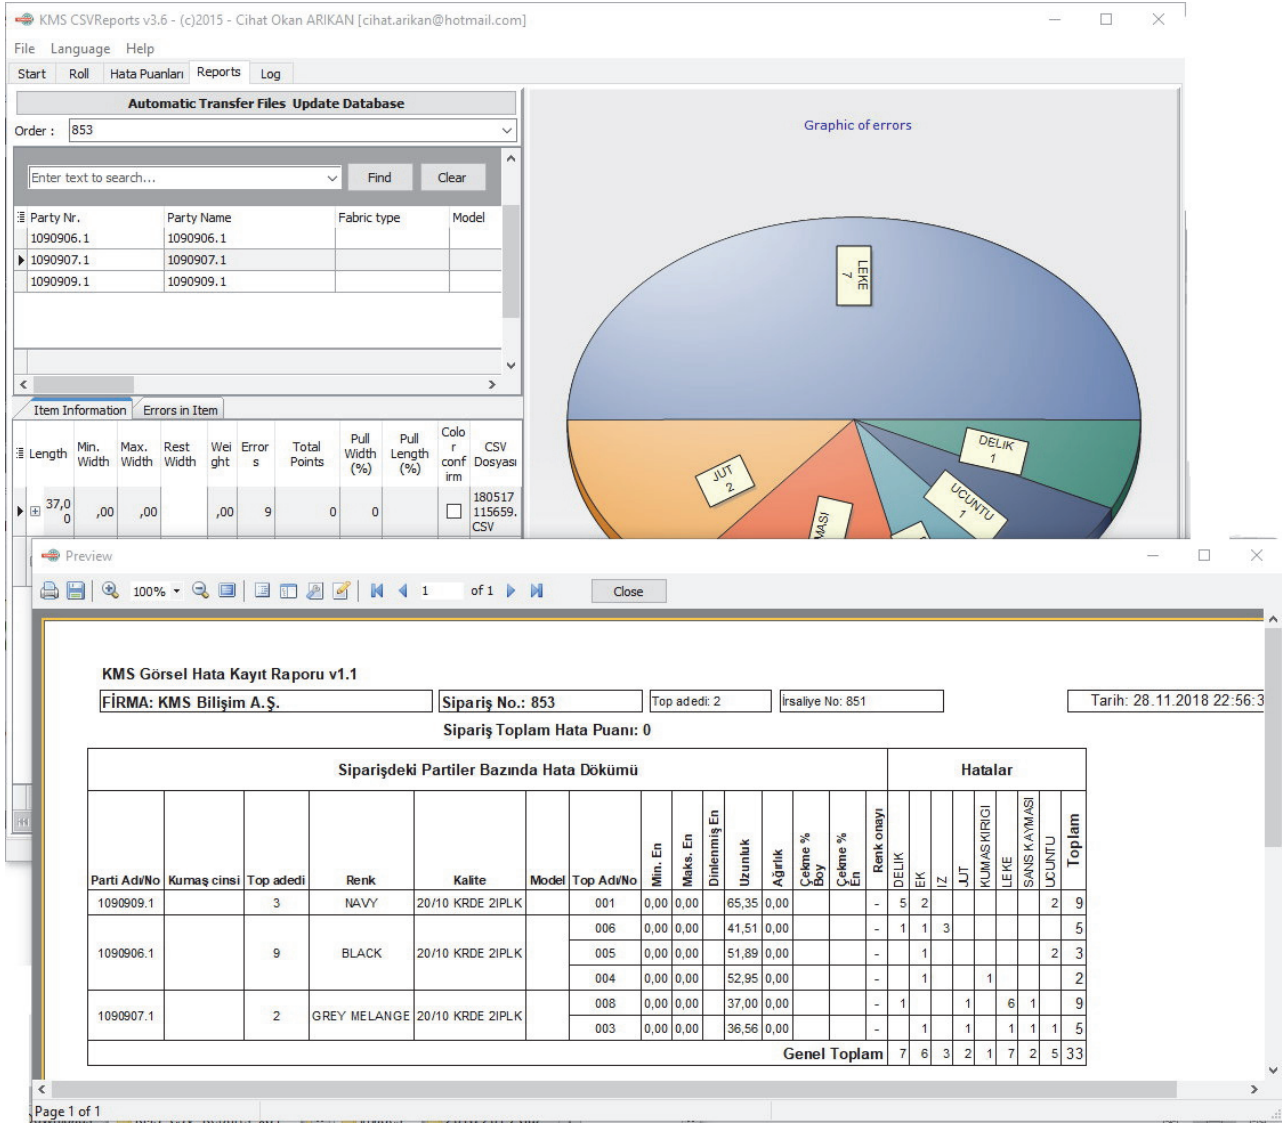 KMS CSVReports v3.6 - (c)2015 - Cihat Okan ARIKAN [cihat.arikan@hotmail.com]
File Language Help
Start Roll Hata Puanları Reports Log
Automatic Transfer Files Update Database
Order : 853
Enter text to search... Find Clear
Party Nr. Party Name Fabric type Model
1090906.1 1090906.1
1090907.1 1090907.1
1090909.1 1090909.1
Item Information Errors in Item
Length Min. Width Max. Width Rest Width Wei ght Error s Total Points Pull Width (%) Pull Length (%) Colo r conf irm CSV Dosyası
37,0 0 ,00 ,00 ,00 9 0 0 180517 115659. CSV
Graphic of errors
LEKE 7
DELIK 1
UCUNTU 1
JUT 2
MASI
Preview
100% 1 of 1 Close
KMS Görsel Hata Kayıt Raporu v1.1
FİRMA: KMS Bilişim A.Ş. Sipariş No.: 853 Top adedi: 2 İrsaliye No: 851 Tarih: 28.11.2018 22:56:3
Sipariş Toplam Hata Puanı: 0
Siparişdeki Partiler Bazında Hata Dökümü Hatalar
Parti Adı/No Kumaş cinsi Top adedi Renk Kalite Model Top Adı/No Min. En Maks. En Dinlenmiş En Uzunluk Ağırlık Çekme % Boy Çekme % En Renk onayı DELIK EK IZ JUT KUMAS KIRIGI LEKE SANS KAYMASI UCUNTU Toplam
1090909.1 3 NAVY 20/10 KRDE 2IPLK 001 0,00 0,00 65,35 0,00 - 5 2 2 9
006 0,00 0,00 41,51 0,00 - 1 1 3 5
1090906.1 9 BLACK 20/10 KRDE 2IPLK 005 0,00 0,00 51,89 0,00 - 1 2 3
004 0,00 0,00 52,95 0,00 - 1 1 2
1090907.1 2 GREY MELANGE 20/10 KRDE 2IPLK 008 0,00 0,00 37,00 0,00 - 1 1 6 1 9
003 0,00 0,00 36,56 0,00 - 1 1 1 1 1 5
Genel Toplam 7 6 3 2 1 7 2 5 33
Page 1 of 1